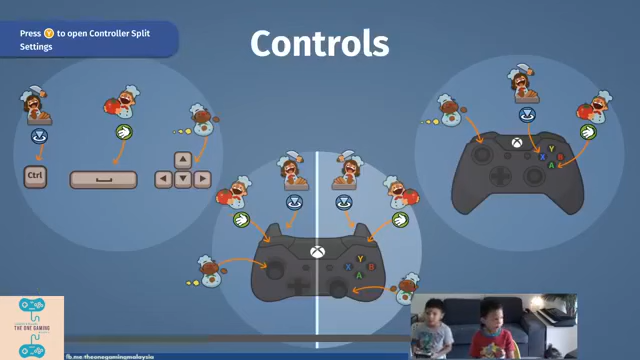 Press Y to open Controller Split
Settings
Controls
Ctrl
Y
X B
A
Y
X B
A
THE ONE GAMING
fb.me/theonegamingmalaysia